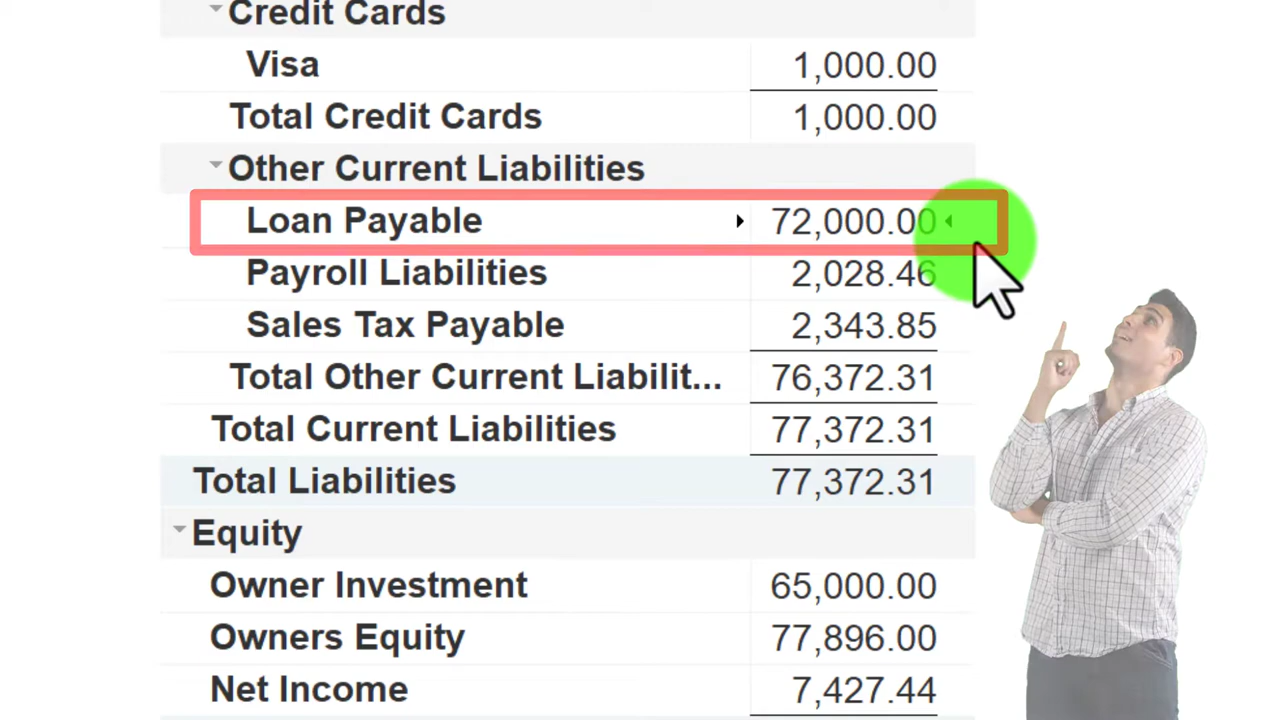 Credit Cards
Visa 1,000.00
Total Credit Cards 1,000.00
Other Current Liabilities
Loan Payable 72,000.00
Payroll Liabilities 2,028.46
Sales Tax Payable 2,343.85
Total Other Current Liabilit... 76,372.31
Total Current Liabilities 77,372.31
Total Liabilities 77,372.31
Equity
Owner Investment 65,000.00
Owners Equity 77,896.00
Net Income 7,427.44